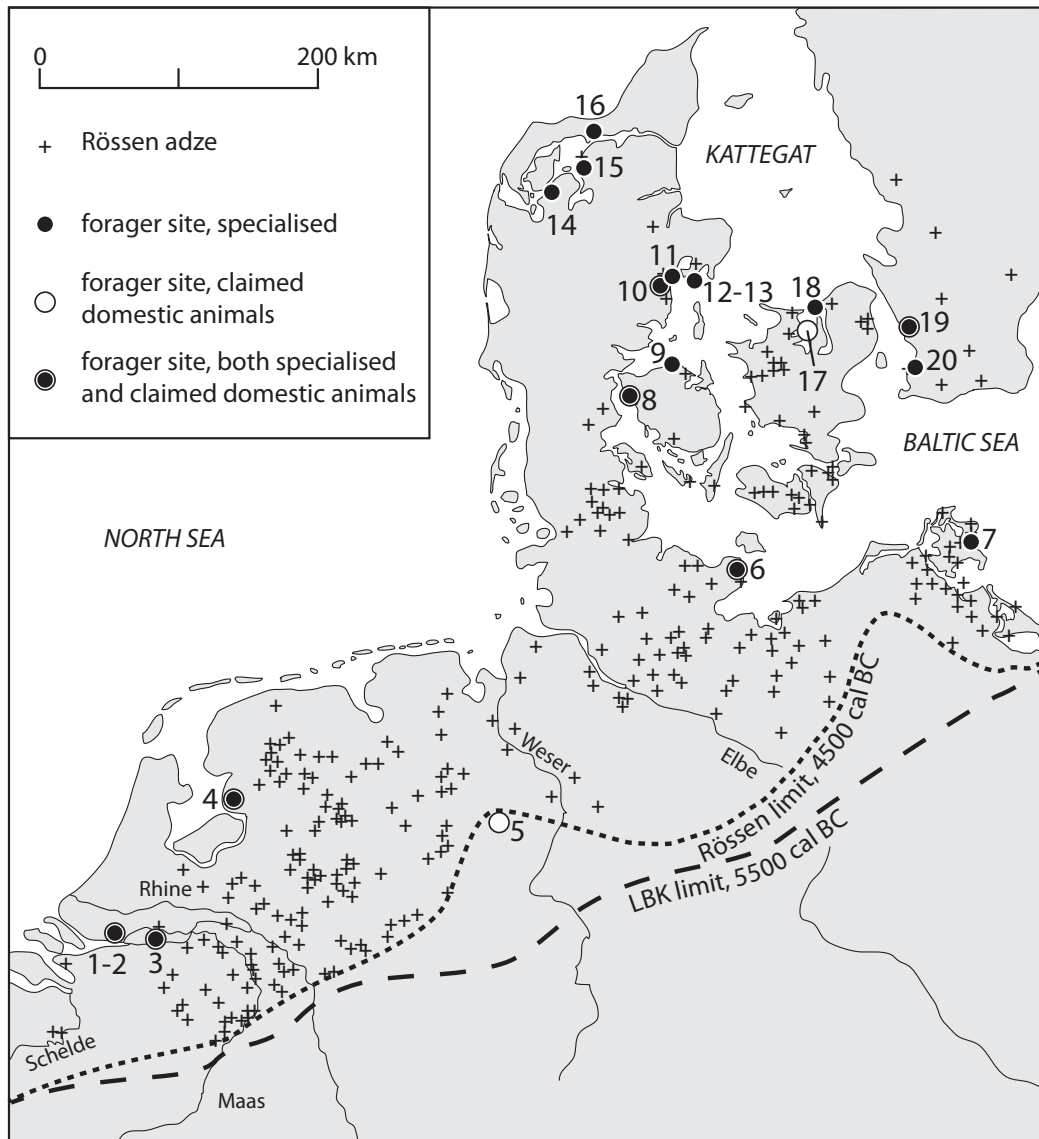 0 200 km
Rössen adze
forager site, specialised
forager site, claimed
domestic animals
forager site, both specialised
and claimed domestic animals
16
KATTEGAT
15
14
11
10
12-13
18
19
9
17
20
8
BALTIC SEA
NORTH SEA
7
6
Weser
Elbe
4
5
Rössen limit, 4500 cal BC
LBK limit, 5500 cal BC
Rhine
1-2
3
Schelde
Maas